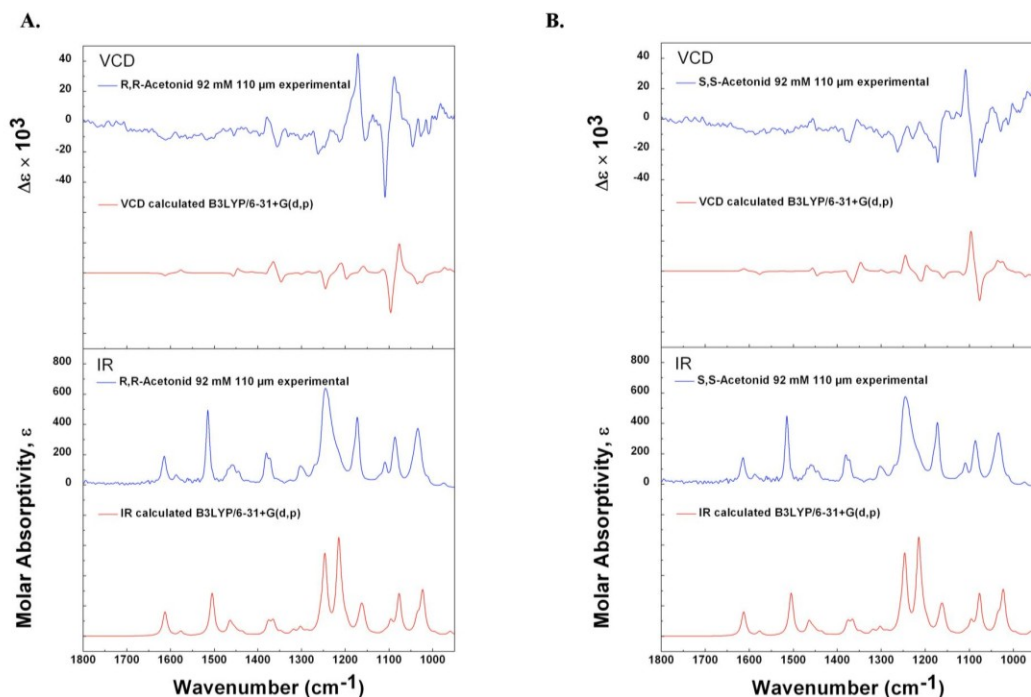 A.
VCD
R,R-Acetonid 92 mM 110 µm experimental
VCD calculated B3LYP/6-31+G(d,p)
40
20
0
-20
-40
Δε × 10³
IR
R,R-Acetonid 92 mM 110 µm experimental
IR calculated B3LYP/6-31+G(d,p)
800
600
400
200
0
Molar Absorptivity, ε
1800 1700 1600 1500 1400 1300 1200 1100 1000
Wavenumber (cm⁻¹)
B.
VCD
S,S-Acetonid 92 mM 110 µm experimental
VCD calculated B3LYP/6-31+G(d,p)
40
20
0
-20
-40
Δε × 10³
IR
S,S-Acetonid 92 mM 110 µm experimental
IR calculated B3LYP/6-31+G(d,p)
800
600
400
200
0
Molar Absorptivity, ε
1800 1700 1600 1500 1400 1300 1200 1100 1000
Wavenumber (cm⁻¹)